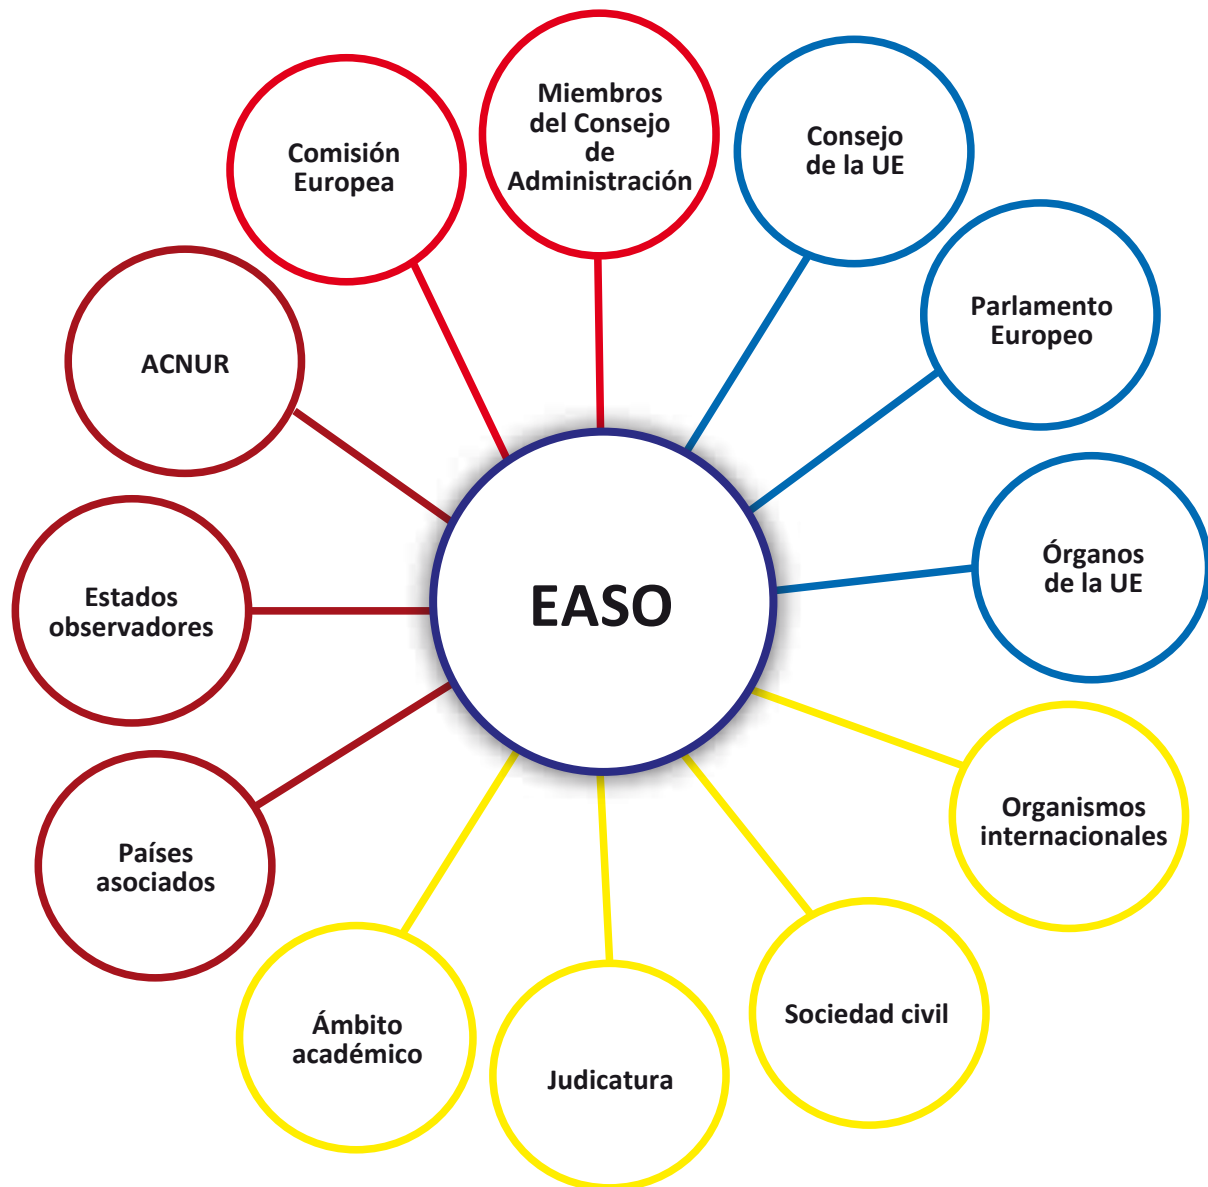 Miembros
del Consejo
de
Administración
Consejo
de la UE
Comisión
Europea
Parlamento
Europeo
ACNUR
Órganos
de la UE
EASO
Estados
observadores
Organismos
internacionales
Países
asociados
Sociedad civil
Ámbito
académico
Judicatura